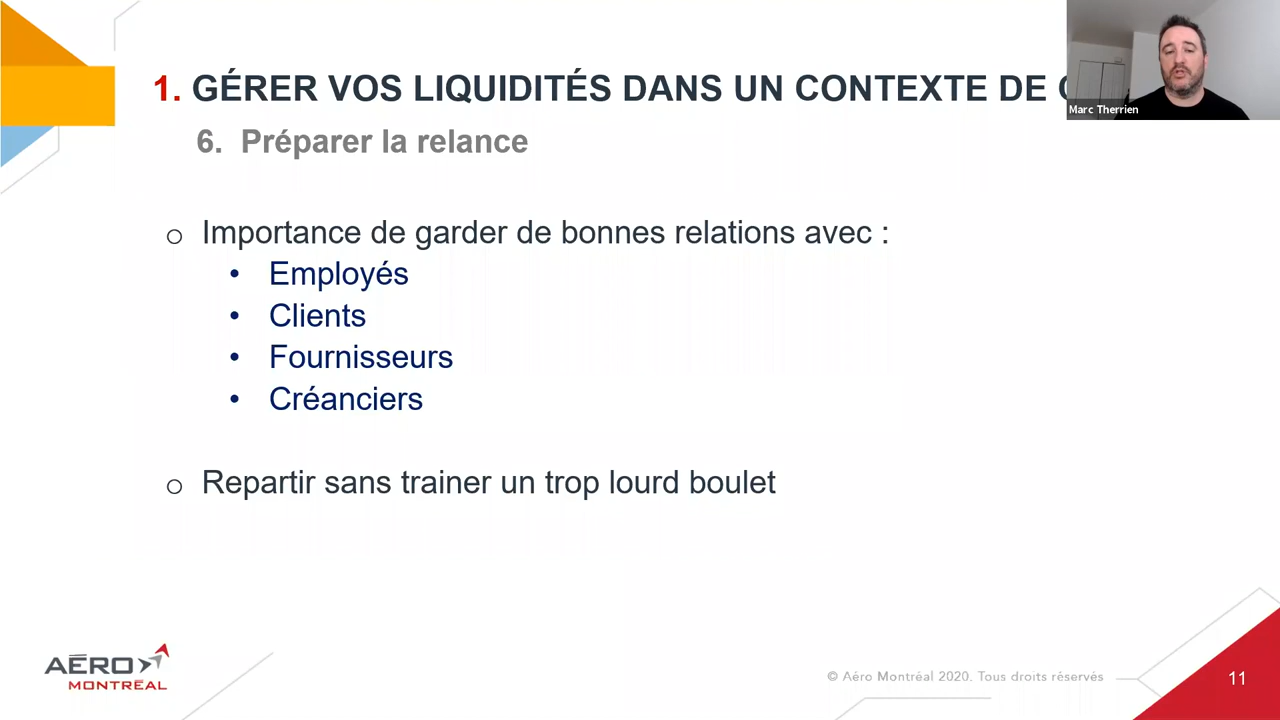 1. GÉRER VOS LIQUIDITÉS DANS UN CONTEXTE DE
Marc Therrien
6. Préparer la relance
o Importance de garder de bonnes relations avec :
• Employés
• Clients
• Fournisseurs
• Créanciers
o Repartir sans trainer un trop lourd boulet
AÉRO
MONTRÉAL
© Aéro Montréal 2020. Tous droits réservés
11